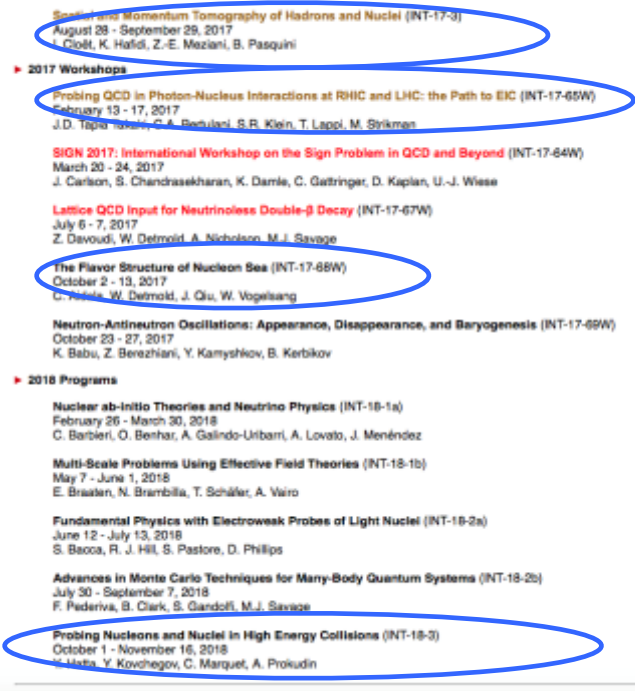 Spatial and Momentum Tomography of Hadrons and Nuclei (INT-17-3)
August 28 - September 29, 2017
I. Cloët, K. Hafidi, Z.-E. Meziani, B. Pasquini
2017 Workshops
Probing QCD in Photon-Nucleus Interactions at RHIC and LHC: the Path to EIC (INT-17-65W)
February 13 - 17, 2017
J.D. Tapia Takaki, C.A. Bertulani, S.R. Klein, T. Lappi, M. Strikman
SIGN 2017: International Workshop on the Sign Problem in QCD and Beyond (INT-17-64W)
March 20 - 24, 2017
J. Carlson, S. Chandrasekharan, K. Damle, C. Gattringer, D. Kaplan, U.-J. Wiese
Lattice QCD Input for Neutrinoless Double-β Decay (INT-17-67W)
July 6 - 7, 2017
Z. Davoudi, W. Detmold, A. Nicholson, M.J. Savage
The Flavor Structure of Nucleon Sea (INT-17-68W)
October 2 - 13, 2017
C. Aidala, W. Detmold, J. Qiu, W. Vogelsang
Neutron-Antineutron Oscillations: Appearance, Disappearance, and Baryogenesis (INT-17-69W)
October 23 - 27, 2017
K. Babu, Z. Berezhiani, Y. Kamyshkov, B. Kerbikov
2018 Programs
Nuclear ab-initio Theories and Neutrino Physics (INT-18-1a)
February 26 - March 30, 2018
C. Barbieri, O. Benhar, A. Galindo-Uribarri, A. Lovato, J. Menéndez
Multi-Scale Problems Using Effective Field Theories (INT-18-1b)
May 7 - June 1, 2018
E. Braaten, N. Brambilla, T. Schäfer, A. Vairo
Fundamental Physics with Electroweak Probes of Light Nuclei (INT-18-2a)
June 12 - July 13, 2018
S. Bacca, R. J. Hill, S. Pastore, D. Phillips
Advances in Monte Carlo Techniques for Many-Body Quantum Systems (INT-18-2b)
July 30 - September 7, 2018
F. Pederiva, B. Clark, S. Gandolfi, M.J. Savage
Probing Nucleons and Nuclei in High Energy Collisions (INT-18-3)
October 1 - November 16, 2018
Y. Hatta, Y. Kovchegov, C. Marquet, A. Prokudin